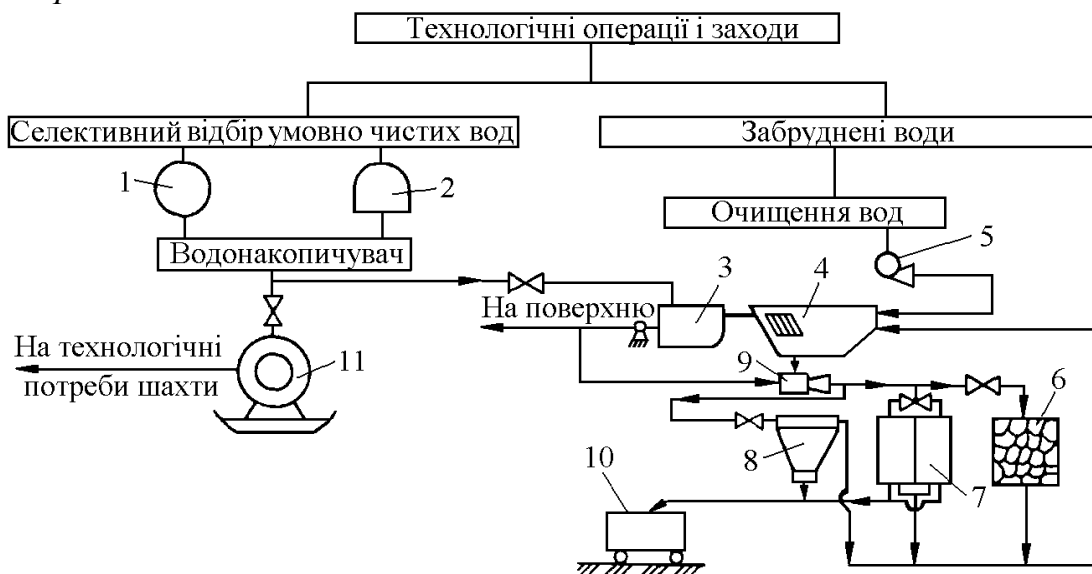 Технологічні операції і заходи
Селективний відбір умовно чистих вод
Забруднені води
1
2
Очищення вод
5
Водонакопичувач
3
4
На поверхню
На технологічні
потреби шахти
11
9
6
8
7
10